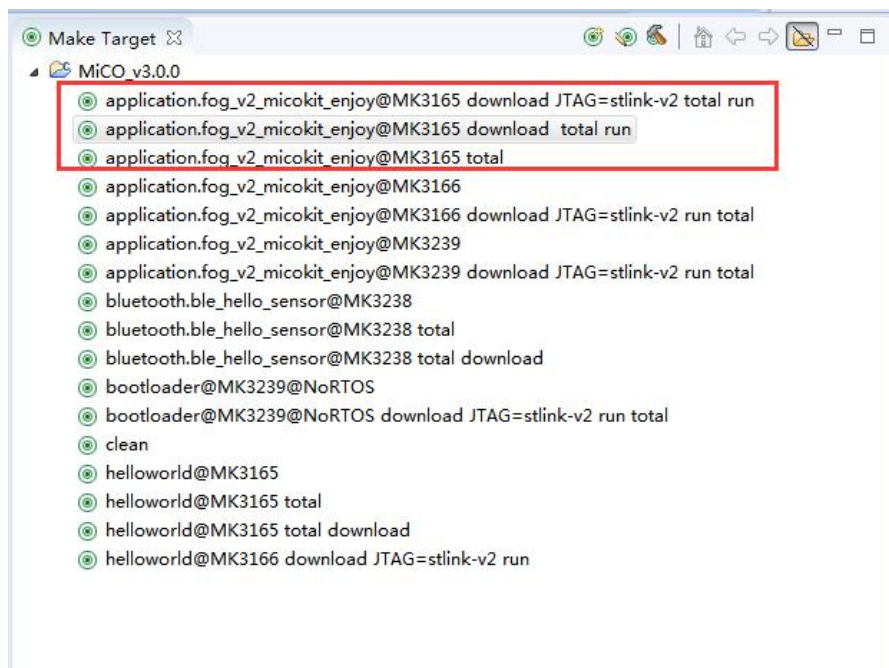 Make Target
MiCO_v3.0.0
application.fog_v2_micokit_enjoy@MK3165 download JTAG=stlink-v2 total run
application.fog_v2_micokit_enjoy@MK3165 download  total run
application.fog_v2_micokit_enjoy@MK3165 total
application.fog_v2_micokit_enjoy@MK3166
application.fog_v2_micokit_enjoy@MK3166 download JTAG=stlink-v2 run total
application.fog_v2_micokit_enjoy@MK3239
application.fog_v2_micokit_enjoy@MK3239 download JTAG=stlink-v2 run total
bluetooth.ble_hello_sensor@MK3238
bluetooth.ble_hello_sensor@MK3238 total
bluetooth.ble_hello_sensor@MK3238 total download
bootloader@MK3239@NoRTOS
bootloader@MK3239@NoRTOS download JTAG=stlink-v2 run total
clean
helloworld@MK3165
helloworld@MK3165 total
helloworld@MK3165 total download
helloworld@MK3166 download JTAG=stlink-v2 run